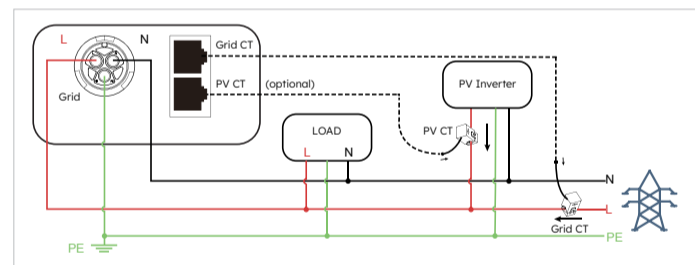 L
N
Grid CT
Grid
PV CT (optional)
PV Inverter
LOAD
L
N
PV CT
N
L
Grid CT
PE
PE